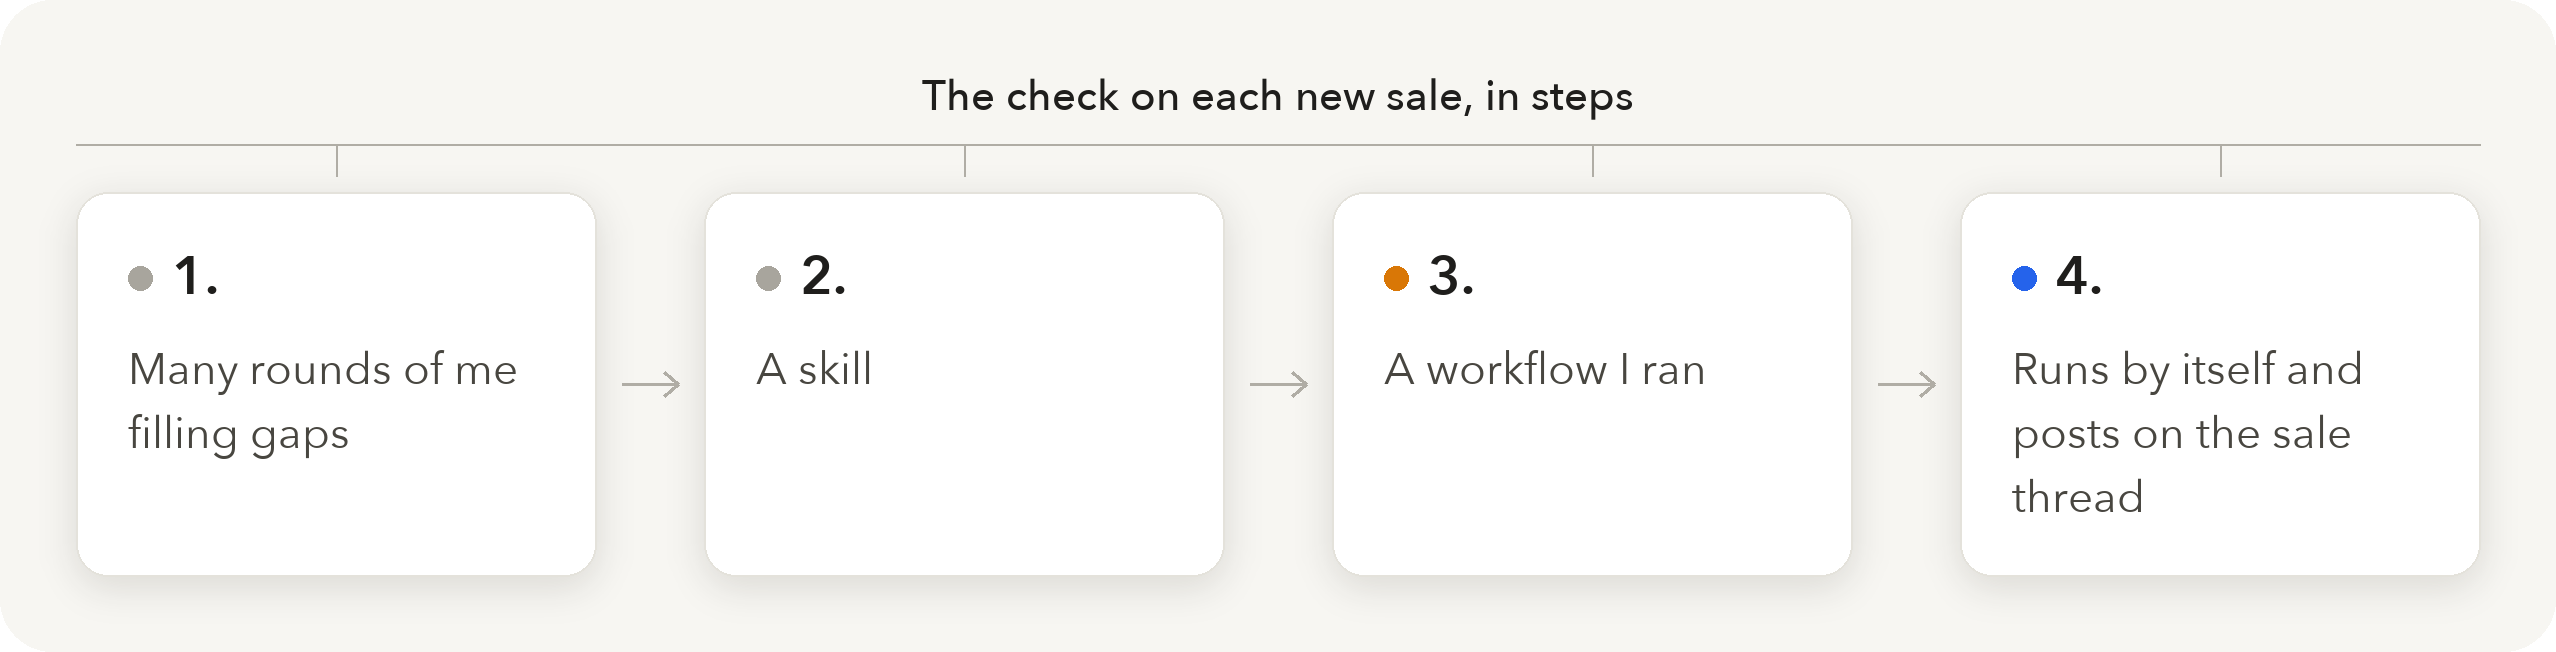 The check on each new sale, in steps
1.
Many rounds of me
filling gaps
2.
A skill
3.
A workflow I ran
4.
Runs by itself and
posts on the sale
thread